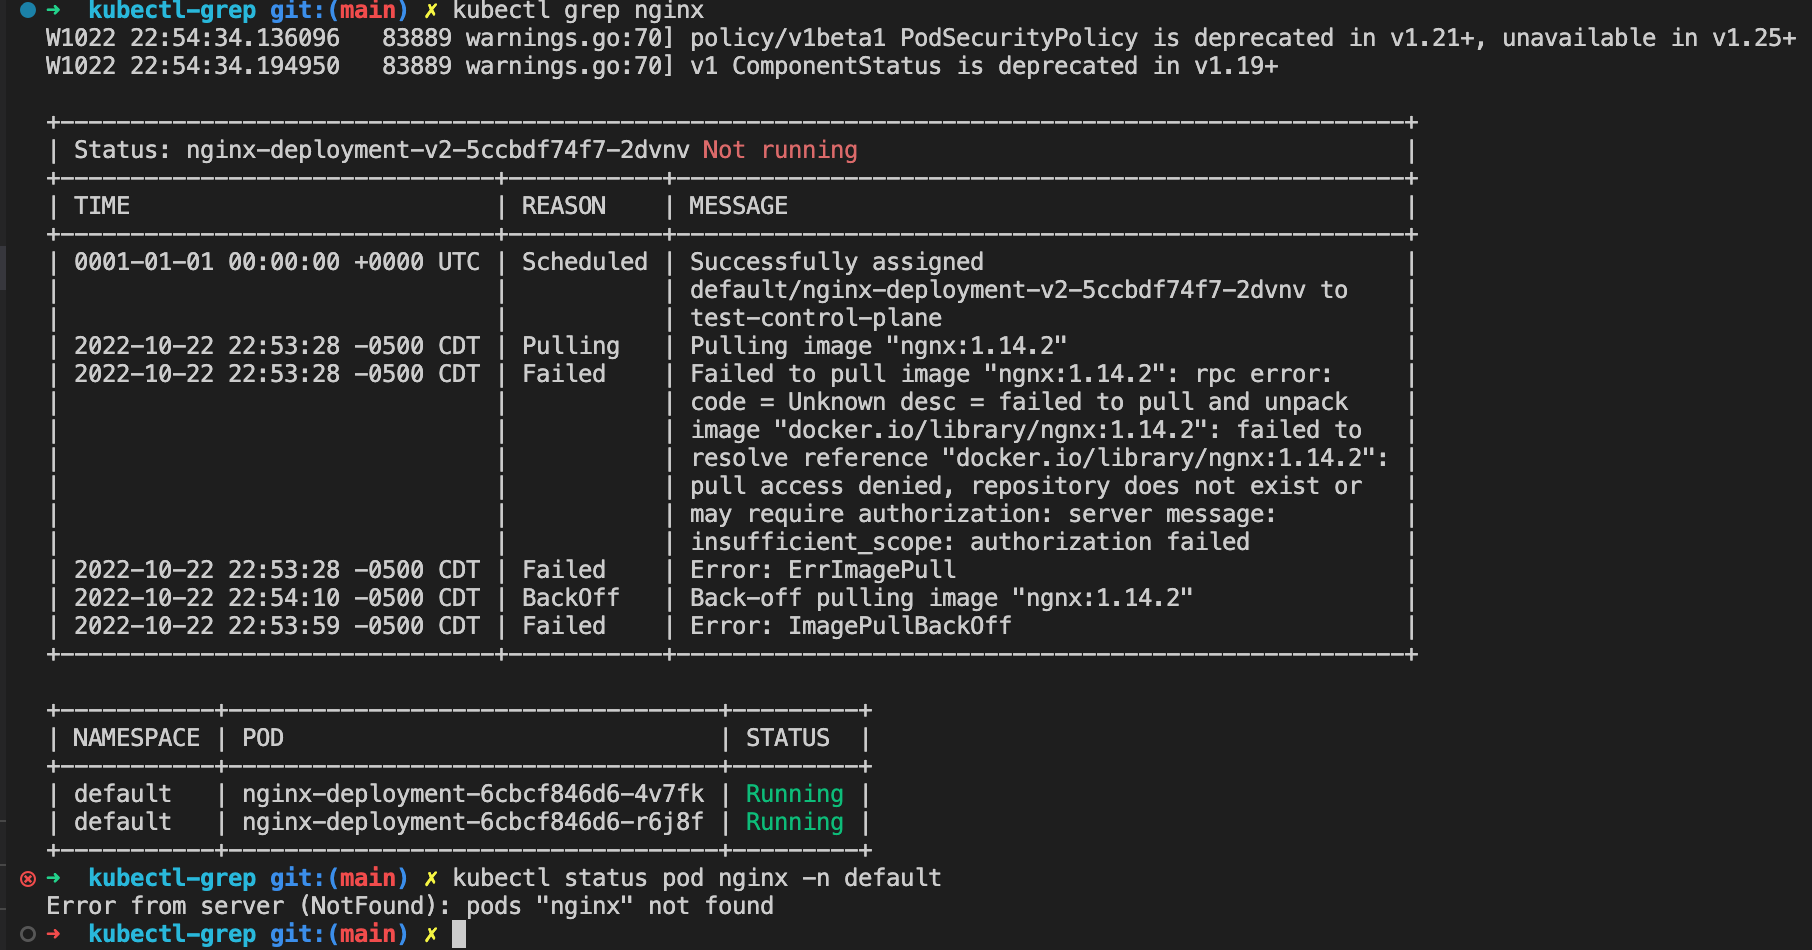 ➜  kubectl-grep git:(main) ✗ kubectl grep nginx
W1022 22:54:34.136096   83889 warnings.go:70] policy/v1beta1 PodSecurityPolicy is deprecated in v1.21+, unavailable in v1.25+
W1022 22:54:34.194950   83889 warnings.go:70] v1 ComponentStatus is deprecated in v1.19+
| Status: nginx-deployment-v2-5ccbdf74f7-2dvnv Not running |
| TIME | REASON | MESSAGE |
| 0001-01-01 00:00:00 +0000 UTC | Scheduled | Successfully assigned |
| | | default/nginx-deployment-v2-5ccbdf74f7-2dvnv to |
| | | test-control-plane |
| 2022-10-22 22:53:28 -0500 CDT | Pulling | Pulling image "ngnx:1.14.2" |
| 2022-10-22 22:53:28 -0500 CDT | Failed | Failed to pull image "ngnx:1.14.2": rpc error: |
| | | code = Unknown desc = failed to pull and unpack |
| | | image "docker.io/library/ngnx:1.14.2": failed to |
| | | resolve reference "docker.io/library/ngnx:1.14.2": |
| | | pull access denied, repository does not exist or |
| | | may require authorization: server message: |
| | | insufficient_scope: authorization failed |
| 2022-10-22 22:53:28 -0500 CDT | Failed | Error: ErrImagePull |
| 2022-10-22 22:54:10 -0500 CDT | BackOff | Back-off pulling image "ngnx:1.14.2" |
| 2022-10-22 22:53:59 -0500 CDT | Failed | Error: ImagePullBackOff |
| NAMESPACE | POD | STATUS |
| default | nginx-deployment-6cbcf846d6-4v7fk | Running |
| default | nginx-deployment-6cbcf846d6-r6j8f | Running |
➜  kubectl-grep git:(main) ✗ kubectl status pod nginx -n default
Error from server (NotFound): pods "nginx" not found
➜  kubectl-grep git:(main) ✗